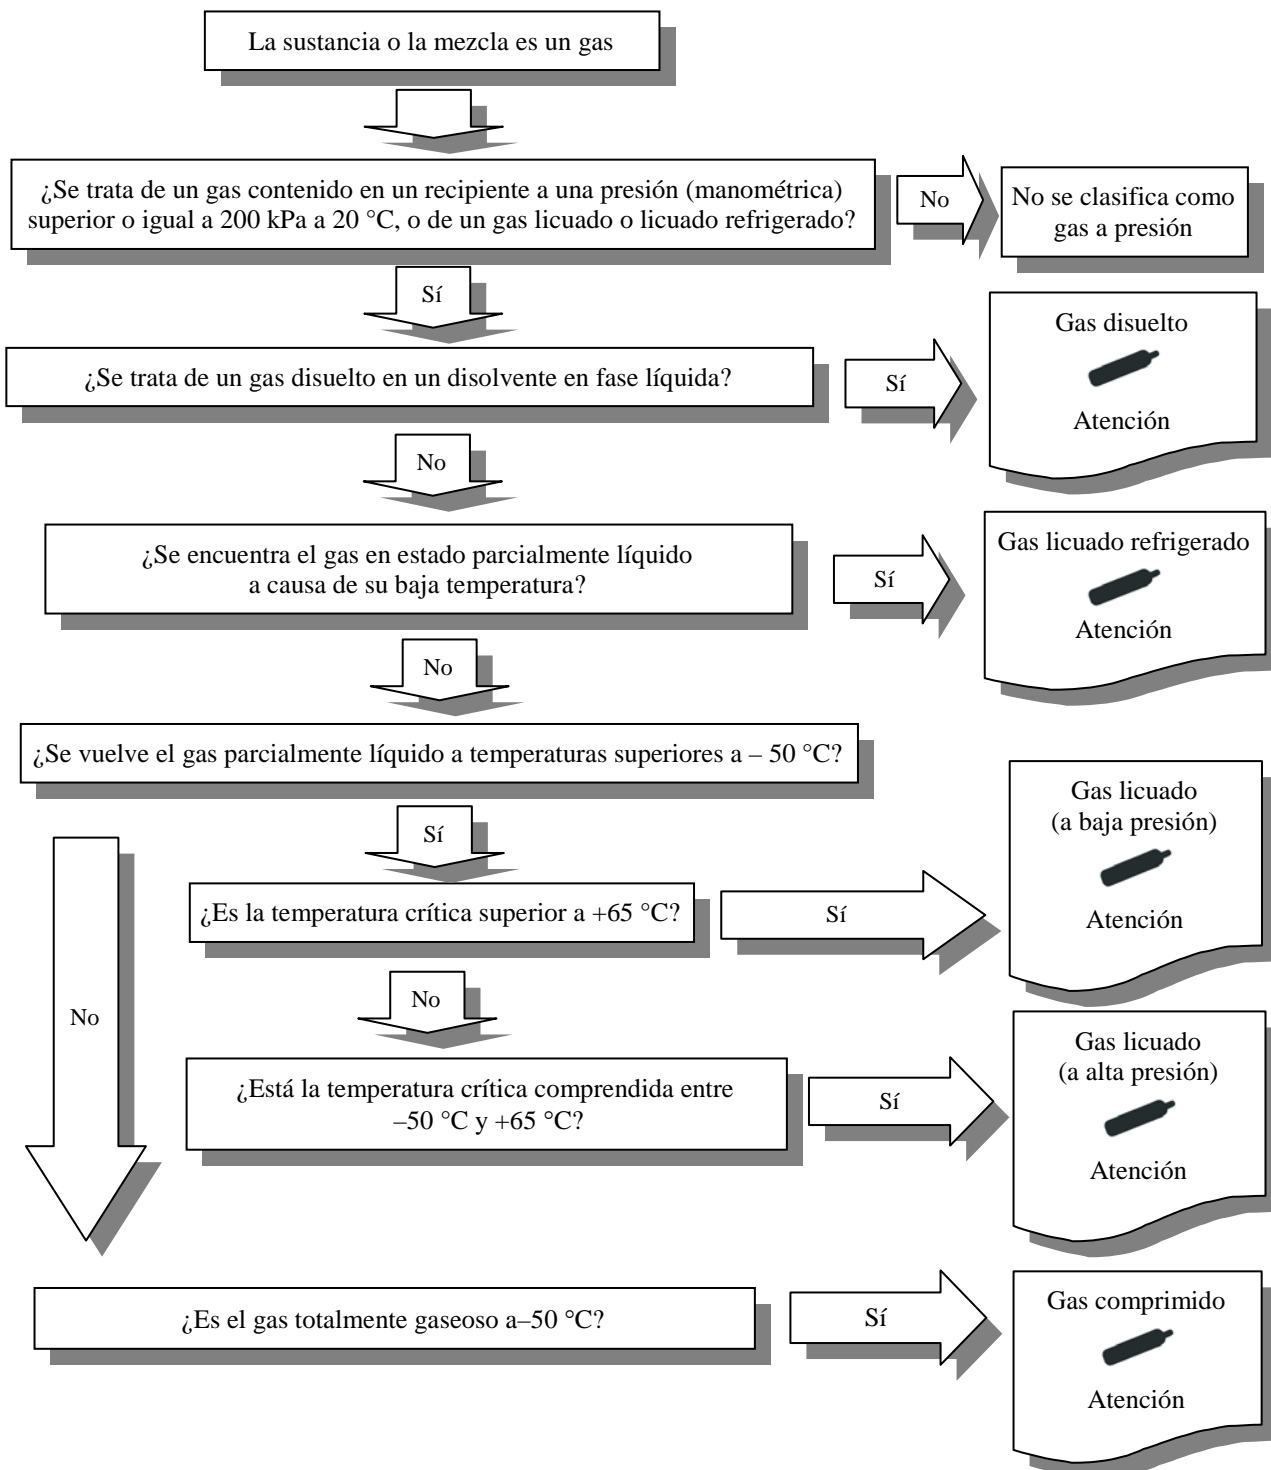 La sustancia o la mezcla es un gas
¿Se trata de un gas contenido en un recipiente a una presión (manométrica)
superior o igual a 200 kPa a 20 °C, o de un gas licuado o licuado refrigerado?
No
No se clasifica como
gas a presión
Sí
¿Se trata de un gas disuelto en un disolvente en fase líquida?
Sí
Gas disuelto
Atención
No
¿Se encuentra el gas en estado parcialmente líquido
a causa de su baja temperatura?
Sí
Gas licuado refrigerado
Atención
No
¿Se vuelve el gas parcialmente líquido a temperaturas superiores a – 50 °C?
Sí
¿Es la temperatura crítica superior a +65 °C?
Sí
Gas licuado
(a baja presión)
Atención
No
No
¿Está la temperatura crítica comprendida entre
–50 °C y +65 °C?
Sí
Gas licuado
(a alta presión)
Atención
¿Es el gas totalmente gaseoso a–50 °C?
Sí
Gas comprimido
Atención